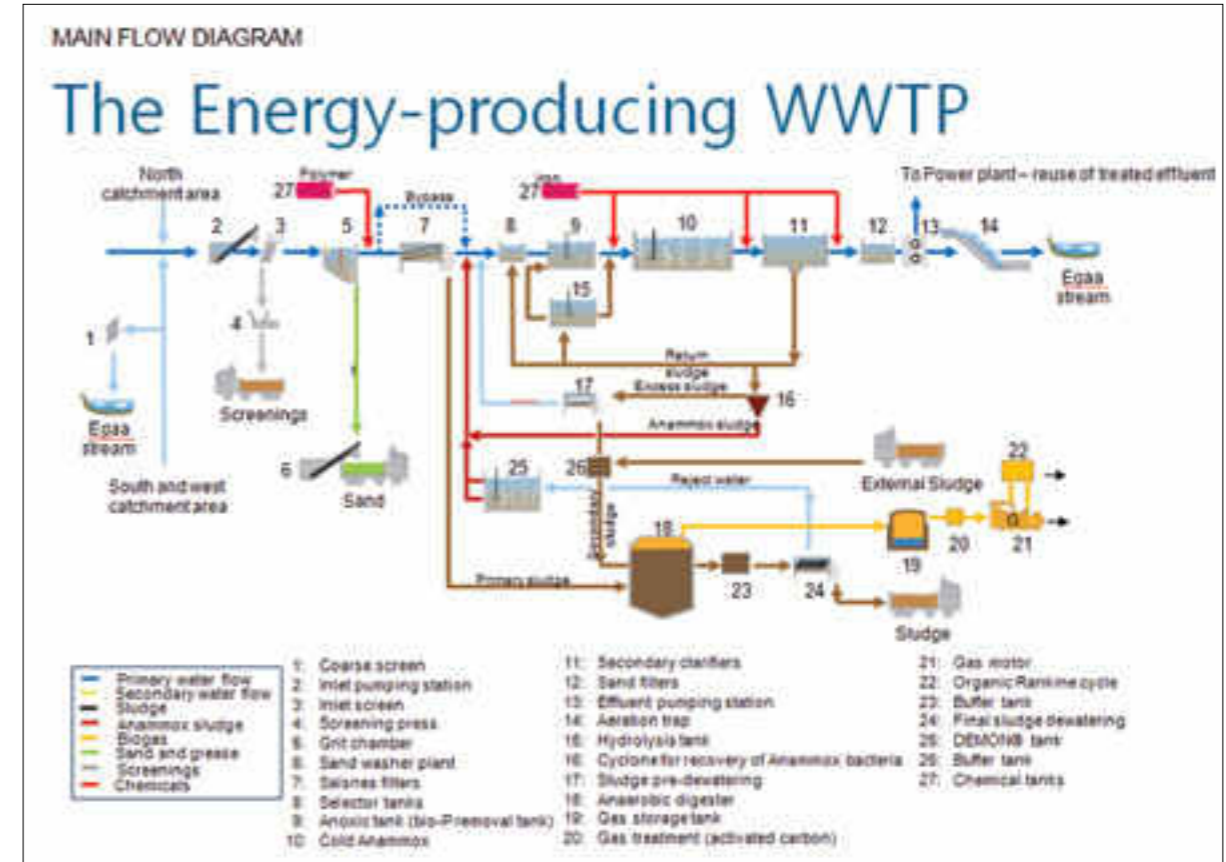 MAIN FLOW DIAGRAM
The Energy-producing WWTP
North
catchment area
Polymer
27
Bypass
27
To Power plant – reuse of treated effluent
2
3
5
7
8
9
10
11
12
13
14
15
Egaa
stream
1
4
Screenings
Egaa
stream
Return
sludge
Excess sludge
17
16
Anammox sludge
6
Sand
South and west
catchment area
25
26
Reject water
External Sludge
22
Secondary
sludge
18
19
20
21
G
Primary sludge
23
24
Sludge
Primary water flow
Secondary water flow
Sludge
Anammox sludge
Biogas
Sand and grease
Screenings
Chemicals
1: Coarse screen
2: Inlet pumping station
3: Inlet screen
4: Screening press
5: Grit chamber
6: Sand washer plant
7: Salsnes filters
8: Selector tanks
9: Anoxic tank (bio-P removal tank)
10: Cold Anammox
11: Secondary clarifiers
12: Sand filters
13: Effluent pumping station
14: Aeration trap
15: Hydrolysis tank
16: Cyclone for recovery of Anammox bacteria
17: Sludge pre-dewatering
18: Anaerobic digester
19: Gas storage tank
20: Gas treatment (activated carbon)
21: Gas motor
22: Organic Rankine cycle
23: Buffer tank
24: Final sludge dewatering
25: DEMON® tank
26: Buffer tank
27: Chemical tanks